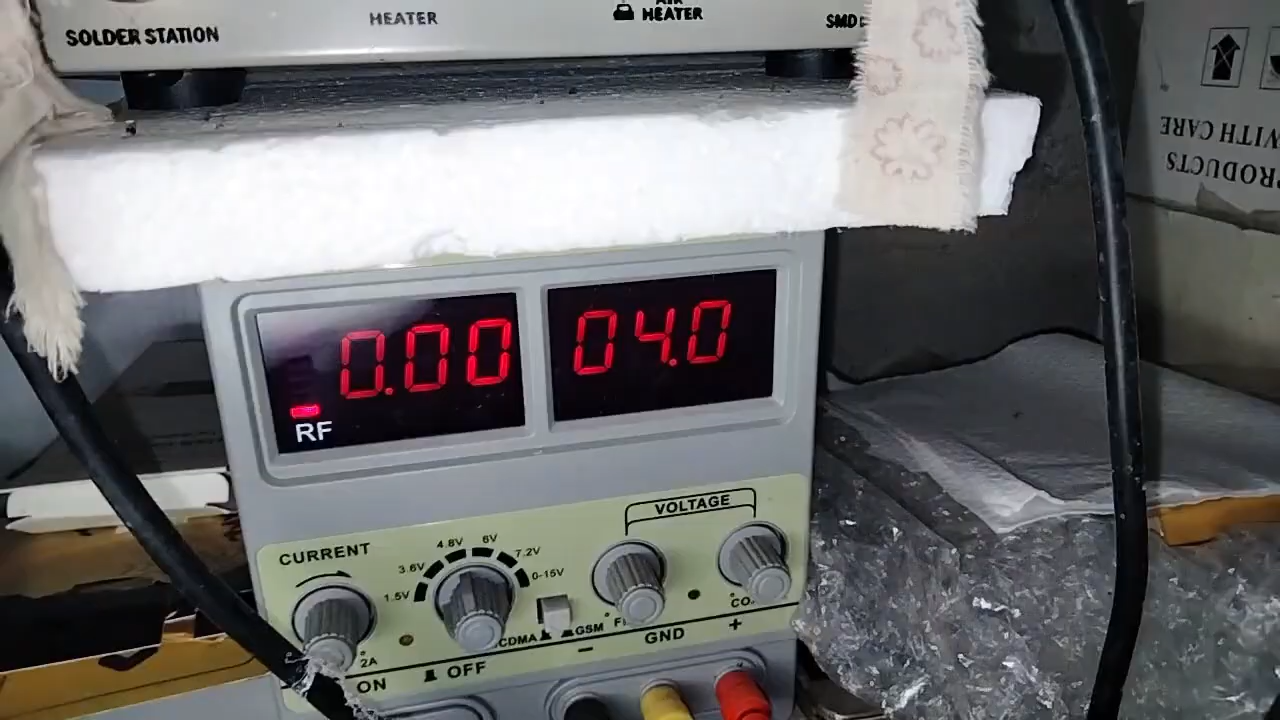 SOLDER STATION
HEATER
AIR
HEATER
SMD
WITH CARE
PRODUCTS
0.00
04.0
RF
VOLTAGE
CURRENT
1.5V
3.6V
4.8V
6V
7.2V
0-15V
2A
CDMA
GSM
GND
+
−
ON
OFF